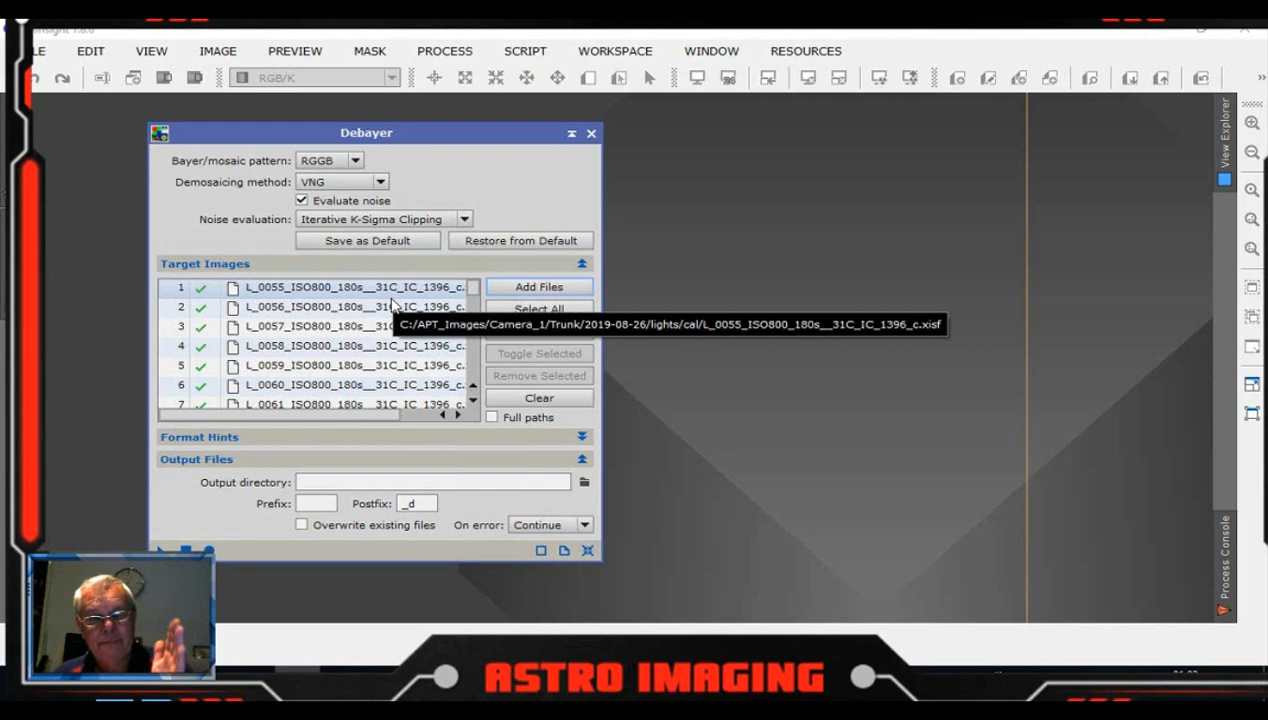 EDIT VIEW IMAGE PREVIEW MASK PROCESS SCRIPT WORKSPACE WINDOW RESOURCES
RGB/K
Debayer
Bayer/mosaic pattern: RGGB
Demosaicing method: VNG
Evaluate noise
Noise evaluation: Iterative K-Sigma Clipping
Save as Default Restore from Default
Target Images
1 L_0055_ISO800_180s__31C_IC_1396_c. Add Files
2 L_0056_ISO800_180s__31C_IC_1396_c. Select All
C:/APT_Images/Camera_1/Trunk/2019-08-26/lights/cal/L_0055_ISO800_180s__31C_IC_1396_c.xisf
3 L_0057_ISO800_180s
4 L_0058_ISO800_180s__31C_IC_1396_c. Toggle Selected
5 L_0059_ISO800_180s__31C_IC_1396_c.
6 L_0060_ISO800_180s__31C_IC_1396_c. Remove Selected
7 L_0061_ISO800_180s__31C_IC_1396_c. Clear
Full paths
Format Hints
Output Files
Output directory:
Prefix: Postfix: _d
Overwrite existing files On error: Continue
View Explorer
Process Console
ASTRO IMAGING